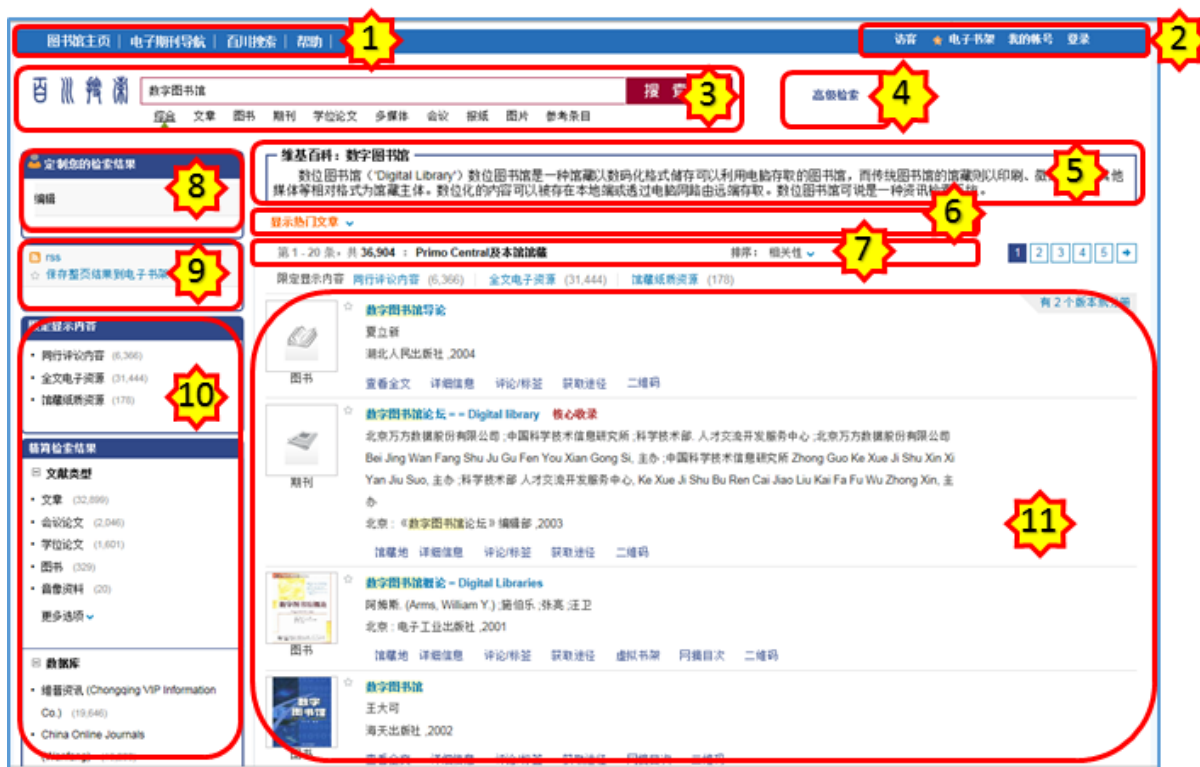 图书馆主页 | 电子期刊导航 | 百川搜索 | 帮助 |
1
访客 电子书架 我的帐号 登录
2
百川搜索
数字图书馆
搜
3
高级检索
4
综合 文章 图书 期刊 学位论文 多媒体 会议 报纸 图片 参考条目
定制您的检索结果
编辑
8
维基百科：数字图书馆
数位图书馆（“Digital Library”）数位图书馆是一种馆藏以数码化格式储存可以利用电脑存取的图书馆，而传统图书馆的馆藏则以印刷、微 他
媒体等相对格式为馆藏主体。数位化的内容可以被存在本地端或透过电脑网路由远端存取。数位图书馆可说是一种资讯 。
5
显示热门文章
6
rss
保存整页结果到电子书架
9
第 1 - 20 条，共 36,904 ： Primo Central及本馆馆藏
排序： 相关性
7
1 2 3 4 5
限定显示内容 同行评议内容 (6,366) 全文电子资源 (31,444) 馆藏纸质资源 (178)
限定显示内容
同行评议内容 (6,366)
全文电子资源 (31,444)
馆藏纸质资源 (178)
10
精简检索结果
文献类型
文章 (32,899)
会议论文 (2,046)
学位论文 (1,601)
图书 (329)
音像资料 (20)
更多选项
数据库
维普资讯 (Chongqing VIP Information
Co.) (19,646)
China Online Journals
有 2 个版本
数字图书馆导论
夏立新
湖北人民出版社 ,2004
图书
查看全文 详细信息 评论/标签 获取途径 二维码
数字图书馆论坛 = = Digital library 核心收录
北京万方数据股份有限公司 ;中国科学技术信息研究所 ;科学技术部. 人才交流开发服务中心 ;北京万方数据股份有限公司
Bei Jing Wan Fang Shu Ju Gu Fen You Xian Gong Si, 主办 ;中国科学技术信息研究所 Zhong Guo Ke Xue Ji Shu Xin Xi
Yan Jiu Suo, 主办 ;科学技术部 人才交流开发服务中心, Ke Xue Ji Shu Bu Ren Cai Jiao Liu Kai Fa Fu Wu Zhong Xin, 主
办
北京 : 《数字图书馆论坛》编辑部 ,2003
期刊
馆藏地 详细信息 评论/标签 获取途径 二维码
11
数字图书馆概论 = Digital Libraries
阿姆斯. (Arms, William Y.) ;施伯乐 ;张亮 ;汪卫
北京 : 电子工业出版社 ,2001
图书
馆藏地 详细信息 评论/标签 获取途径 虚拟书架 网摘目次 二维码
数字图书馆
王大可
海天出版社 ,2002
数字
图书馆